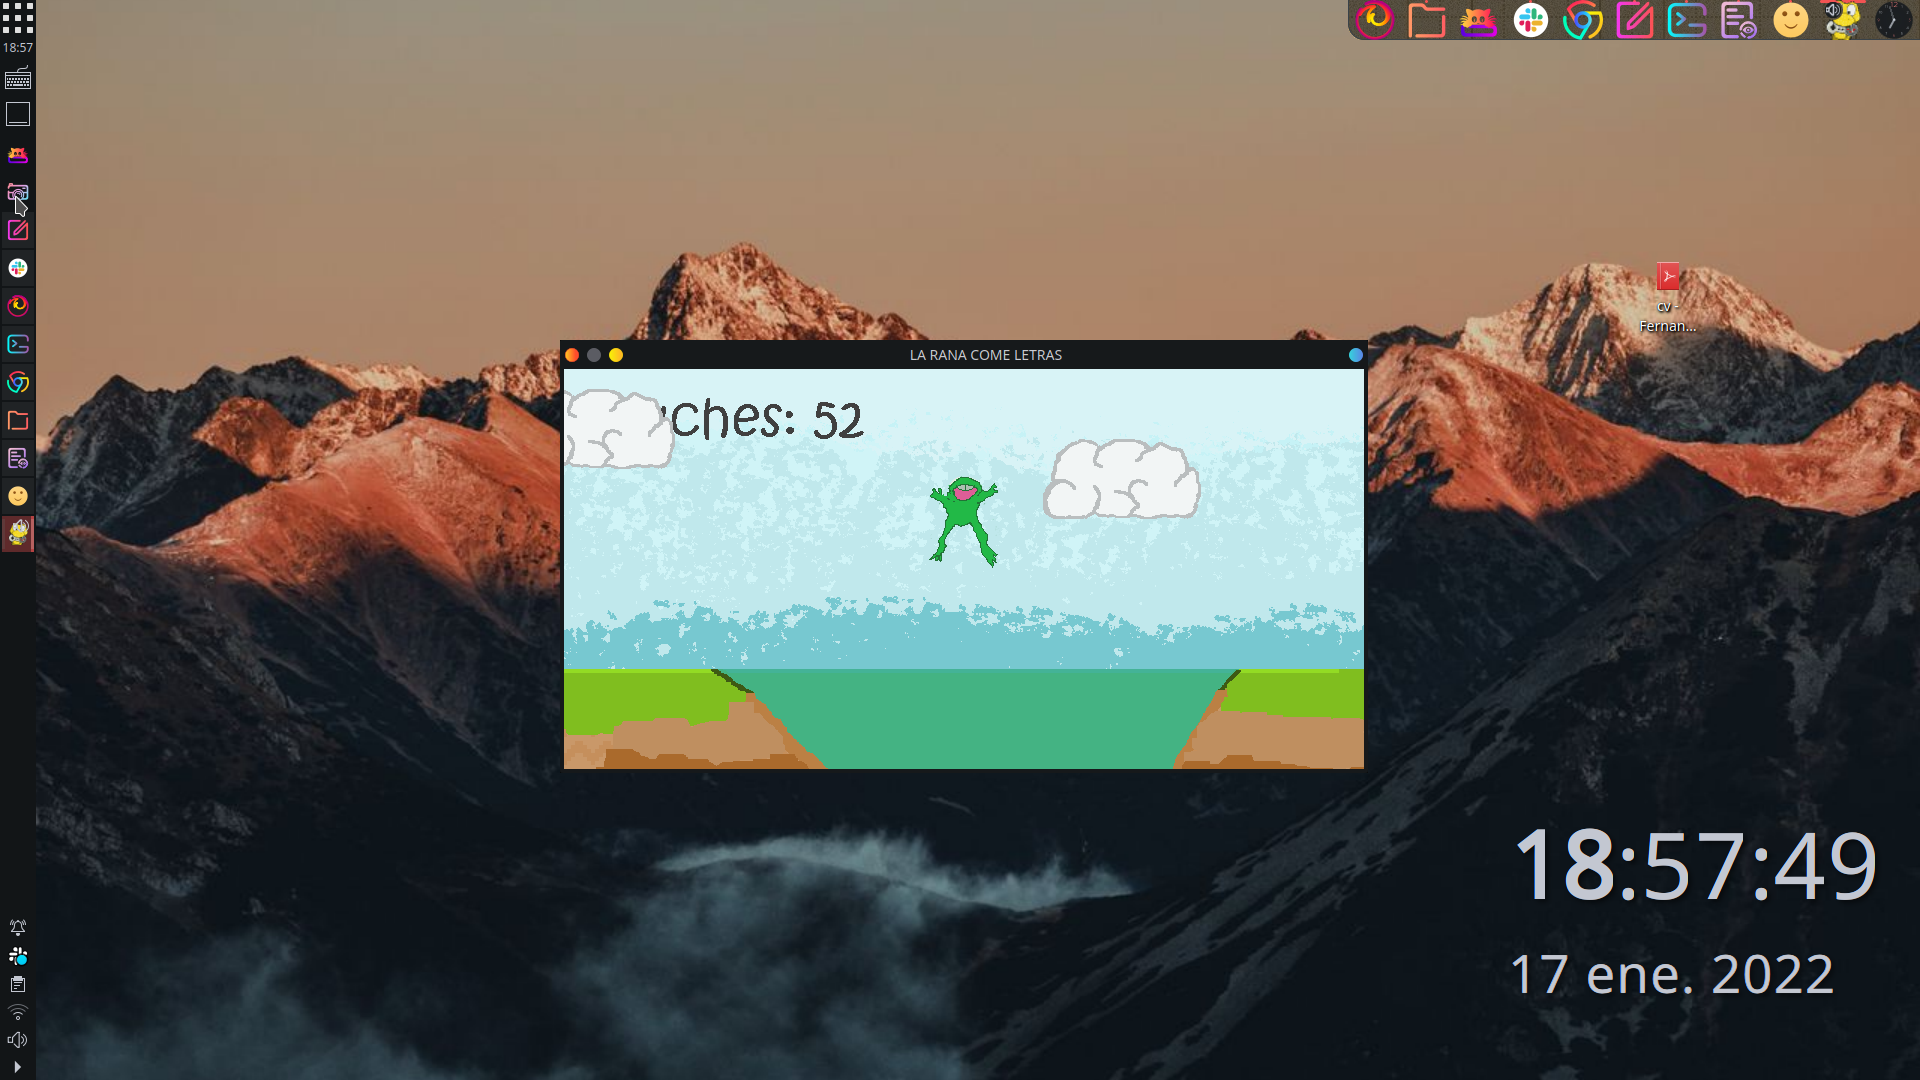 18:57
cv -
Fernan...
LA RANA COME LETRAS
ches: 52
18:57:49
17 ene. 2022